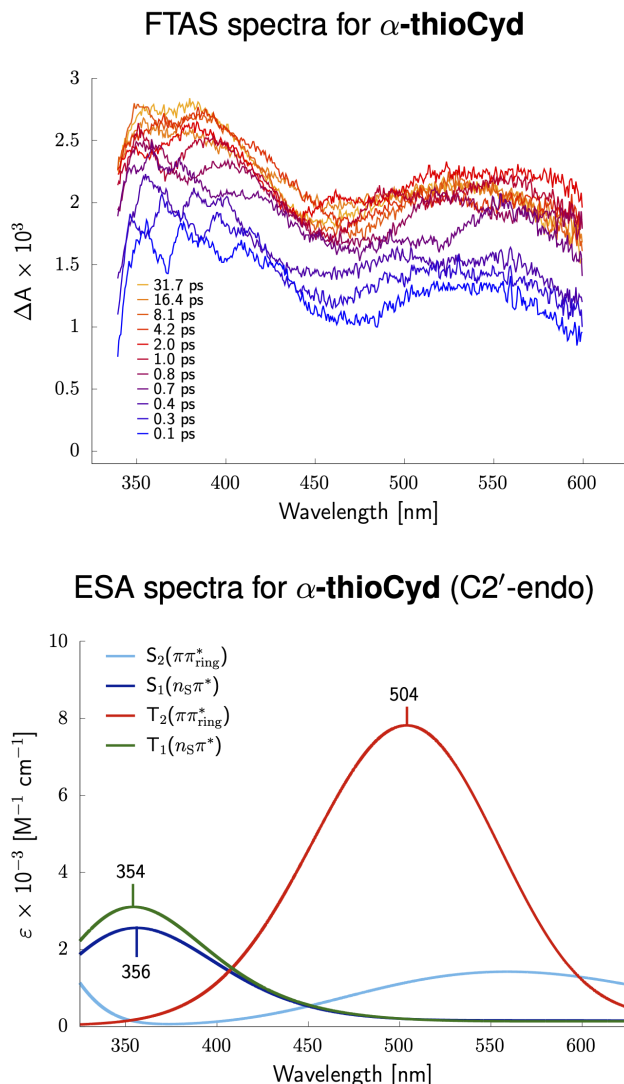 FTAS spectra for α-thioCyd
3
2.5
2
1.5
1
0.5
0
ΔA × 10³
31.7 ps
16.4 ps
8.1 ps
4.2 ps
2.0 ps
1.0 ps
0.8 ps
0.7 ps
0.4 ps
0.3 ps
0.1 ps
350 400 450 500 550 600
Wavelength [nm]
ESA spectra for α-thioCyd (C2′-endo)
10
8
6
4
2
0
ε × 10⁻³ [M⁻¹ cm⁻¹]
S₂(ππ*ring)
S₁(nSπ*)
T₂(ππ*ring)
T₁(nSπ*)
504
354
356
350 400 450 500 550 600
Wavelength [nm]